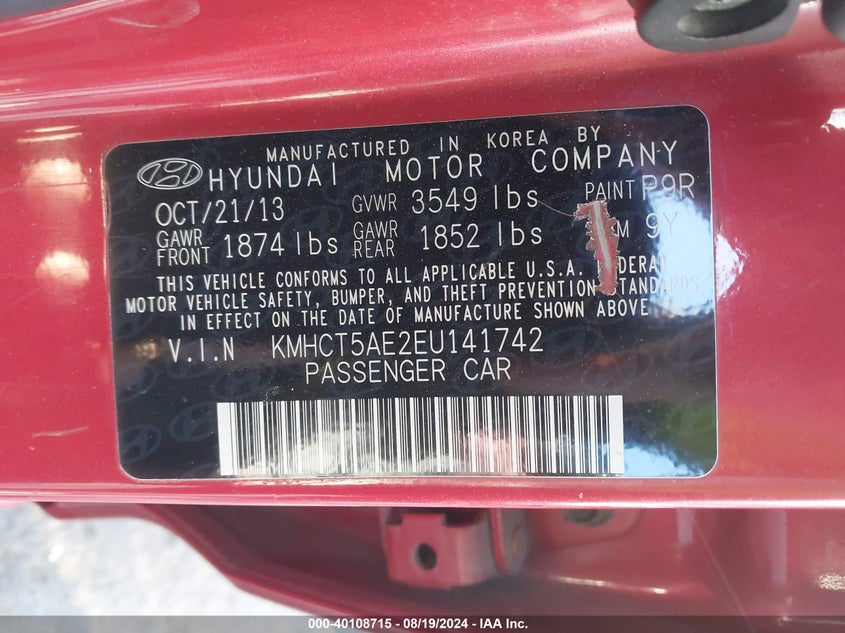 MANUFACTURED IN KOREA BY
HYUNDAI MOTOR COMPANY
OCT/21/13 GVWR 3549 lbs PAINT P9R
GAWR FRONT 1874 lbs GAWR REAR 1852 lbs 9Y
THIS VEHICLE CONFORMS TO ALL APPLICABLE U.S.A.
MOTOR VEHICLE SAFETY, BUMPER, AND THEFT PREVENTION STANDARDS
IN EFFECT ON THE DATE OF MANUFACTURE SHOWN ABOVE.
V.I.N KMHCT5AE2EU141742
PASSENGER CAR
000-40108715 - 08/19/2024 - IAA Inc.